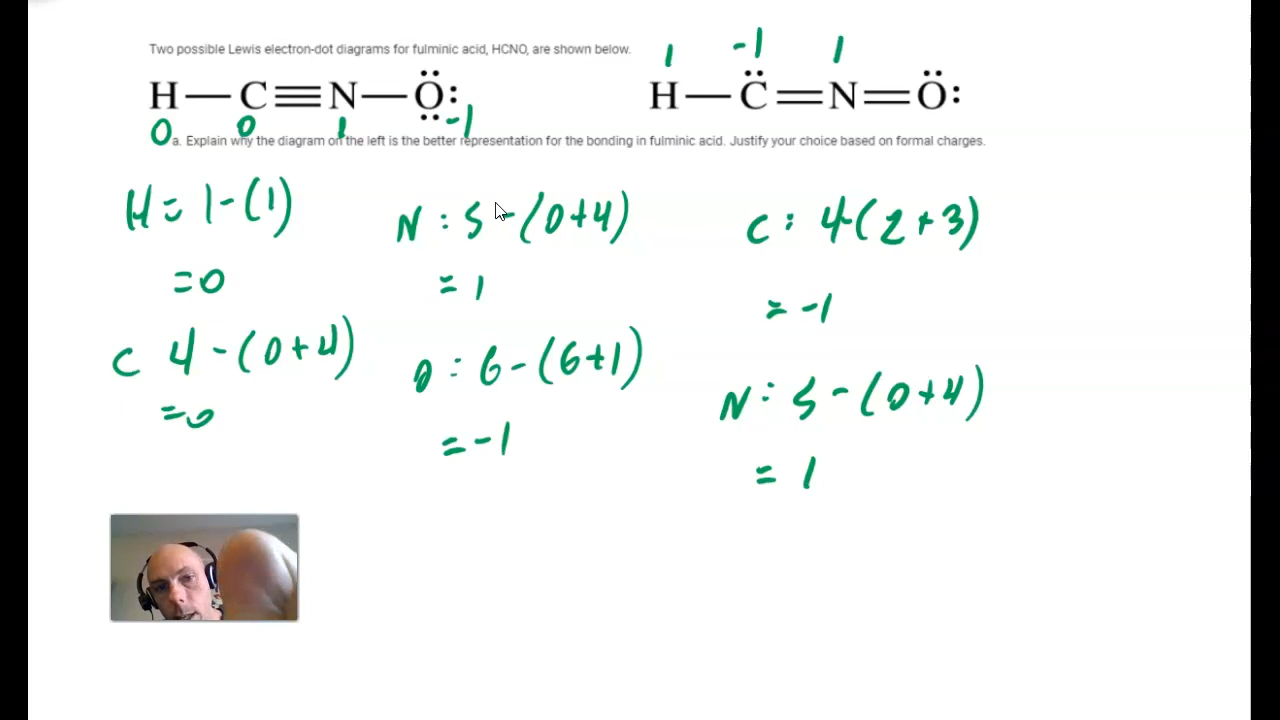 Two possible Lewis electron-dot diagrams for fulminic acid, HCNO, are shown below.
1 -1 1
H—C≡N—Ö: H—C̈=N=Ö:
0 0 1 -1
a. Explain why the diagram on the left is the better representation for the bonding in fulminic acid. Justify your choice based on formal charges.
H = 1-(1)
= 0
C 4-(0+4)
= 0
N : 5-(0+4)
= 1
O : 6-(6+1)
= -1
C : 4-(2+3)
= -1
N : 5-(0+4)
= 1